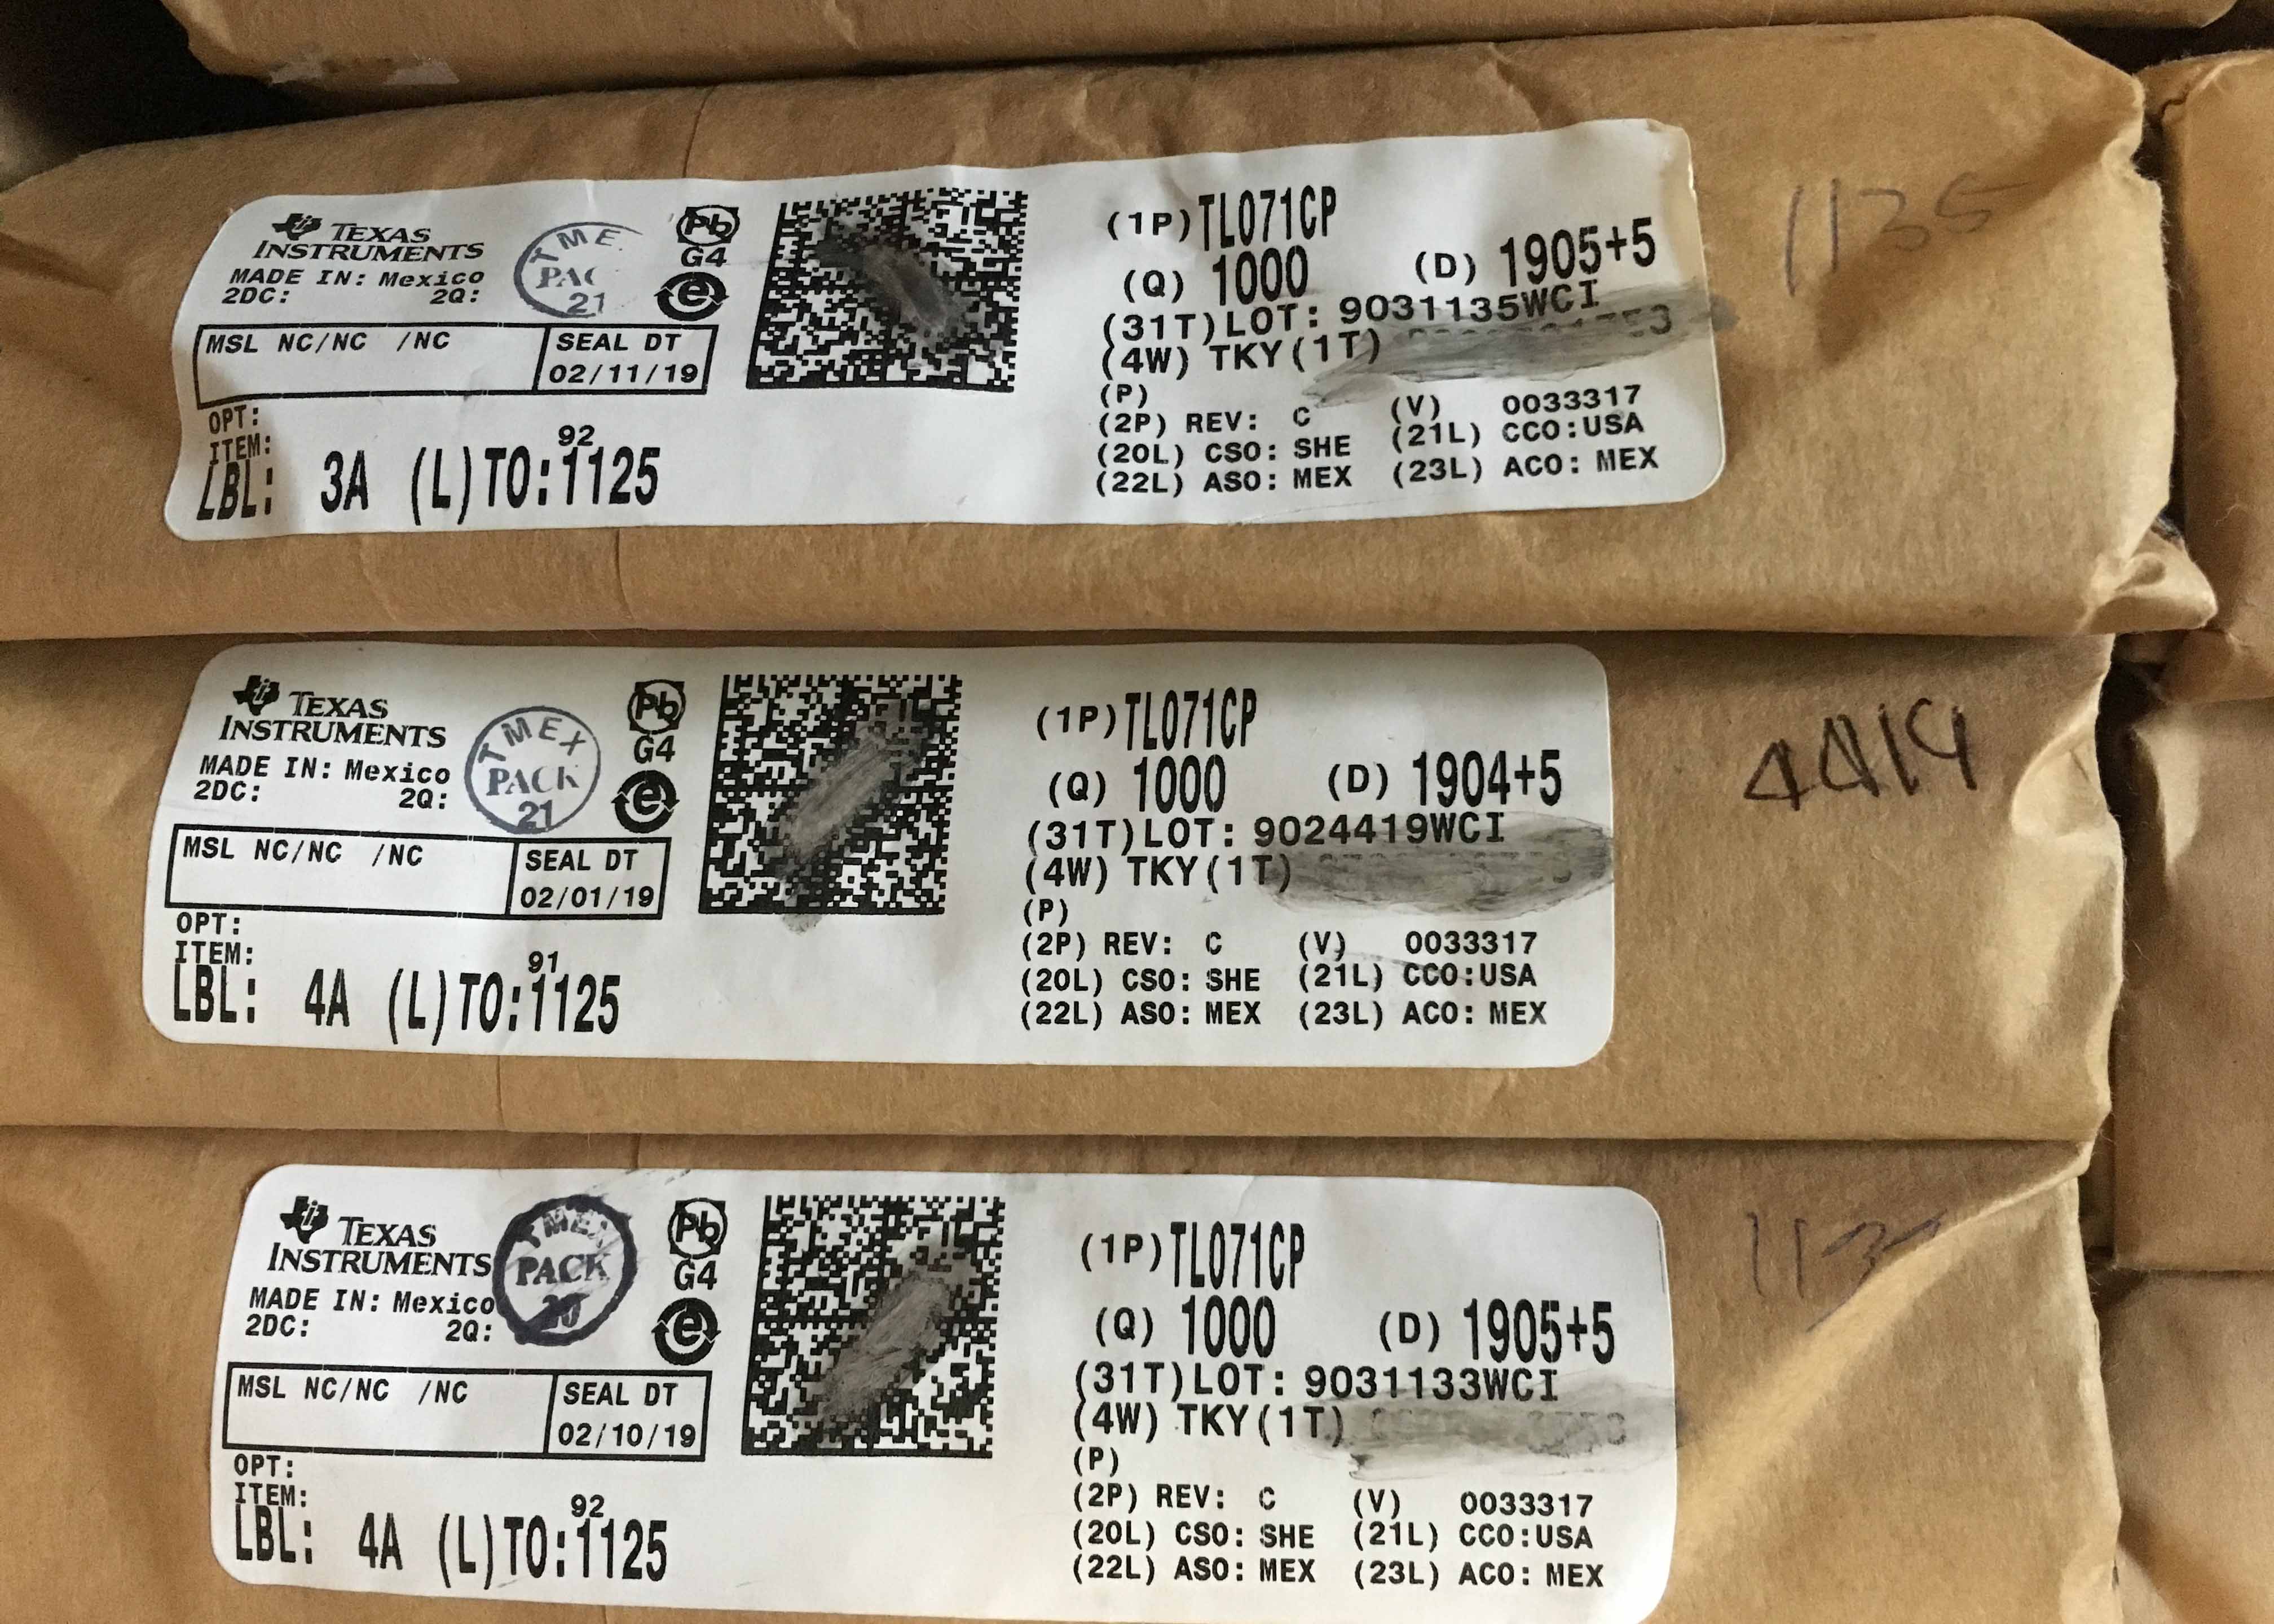 TEXAS
INSTRUMENTS
MADE IN: Mexico
2DC: 2Q:
TME
PAC
21
Pb
G4
e
MSL NC/NC /NC
SEAL DT
02/11/19
OPT:
ITEM:
92
LBL: 3A (L)TO:1125
(1P)TL071CP
(Q) 1000 (D) 1905+5
(31T)LOT: 9031135WCI
(4W) TKY(1T)
(P)
(2P) REV: C (V) 0033317
(20L) CSO: SHE (21L) CCO:USA
(22L) ASO: MEX (23L) ACO: MEX
1135
TEXAS
INSTRUMENTS
MADE IN: Mexico
2DC: 2Q:
TMEX
PACK
21
Pb
G4
e
MSL NC/NC /NC
SEAL DT
02/01/19
OPT:
ITEM:
91
LBL: 4A (L)TO:1125
(1P)TL071CP
(Q) 1000 (D) 1904+5
(31T)LOT: 9024419WCI
(4W) TKY(1T)
(P)
(2P) REV: C (V) 0033317
(20L) CSO: SHE (21L) CCO:USA
(22L) ASO: MEX (23L) ACO: MEX
4419
TEXAS
INSTRUMENTS
MADE IN: Mexico
2DC: 2Q:
TMEX
PACK
20
Pb
G4
e
MSL NC/NC /NC
SEAL DT
02/10/19
OPT:
ITEM:
92
LBL: 4A (L)TO:1125
(1P)TL071CP
(Q) 1000 (D) 1905+5
(31T)LOT: 9031133WCI
(4W) TKY(1T)
(P)
(2P) REV: C (V) 0033317
(20L) CSO: SHE (21L) CCO:USA
(22L) ASO: MEX (23L) ACO: MEX